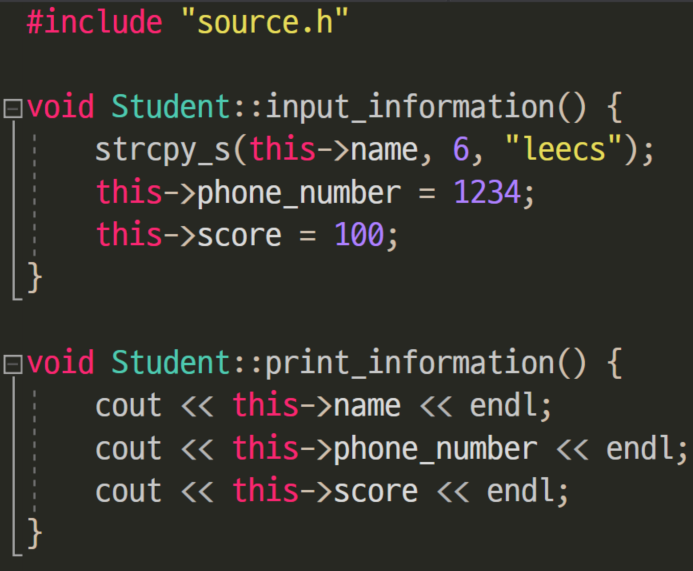 #include "source.h"
void Student::input_information() {
strcpy_s(this->name, 6, "leecs");
this->phone_number = 1234;
this->score = 100;
}
void Student::print_information() {
cout << this->name << endl;
cout << this->phone_number << endl;
cout << this->score << endl;
}